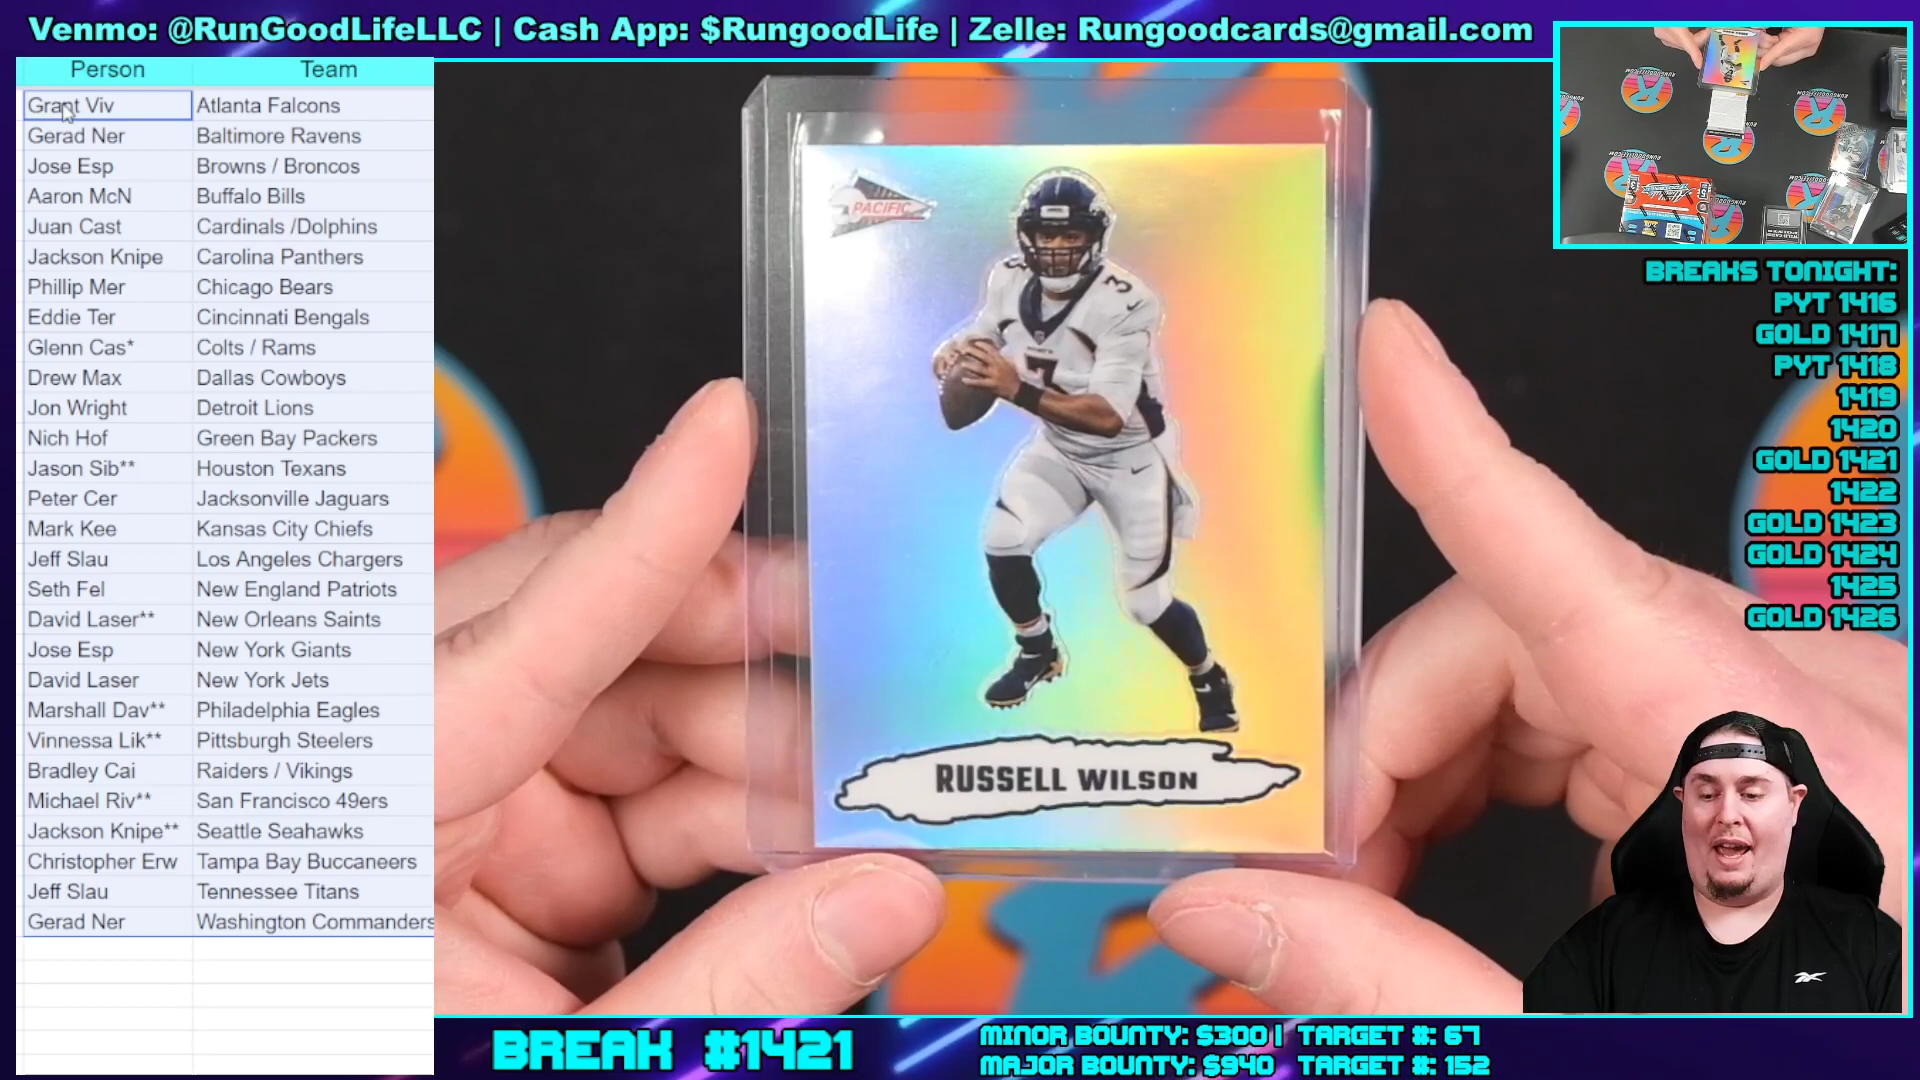 Venmo: @RunGoodLifeLLC | Cash App: $RungoodLife | Zelle: Rungoodcards@gmail.com
Person Team
Grant Viv Atlanta Falcons
Gerad Ner Baltimore Ravens
Jose Esp Browns / Broncos
Aaron McN Buffalo Bills
Juan Cast Cardinals /Dolphins
Jackson Knipe Carolina Panthers
Phillip Mer Chicago Bears
Eddie Ter Cincinnati Bengals
Glenn Cas* Colts / Rams
Drew Max Dallas Cowboys
Jon Wright Detroit Lions
Nich Hof Green Bay Packers
Jason Sib** Houston Texans
Peter Cer Jacksonville Jaguars
Mark Kee Kansas City Chiefs
Jeff Slau Los Angeles Chargers
Seth Fel New England Patriots
David Laser** New Orleans Saints
Jose Esp New York Giants
David Laser New York Jets
Marshall Dav** Philadelphia Eagles
Vinnessa Lik** Pittsburgh Steelers
Bradley Cai Raiders / Vikings
Michael Riv** San Francisco 49ers
Jackson Knipe** Seattle Seahawks
Christopher Erw Tampa Bay Buccaneers
Jeff Slau Tennessee Titans
Gerad Ner Washington Commanders
PACIFIC
3
3
RUSSELL WILSON
BREAKS TONIGHT:
PYT 1416
GOLD 1417
PYT 1418
1419
1420
GOLD 1421
1422
GOLD 1423
GOLD 1424
1425
GOLD 1426
BREAK #1421
MINOR BOUNTY: $300 | TARGET #: 67
MAJOR BOUNTY: $940 TARGET #: 152